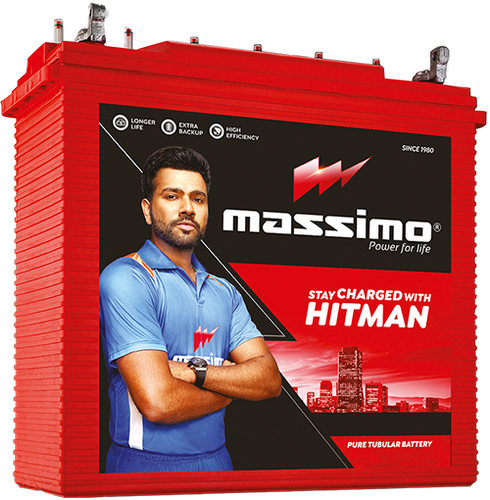 LONGER
LIFE
EXTRA
BACKUP
HIGH
EFFICIENCY
SINCE 1980
massimo®
Power for life
STAY CHARGED WITH
HITMAN
massimo
PURE TUBULAR BATTERY